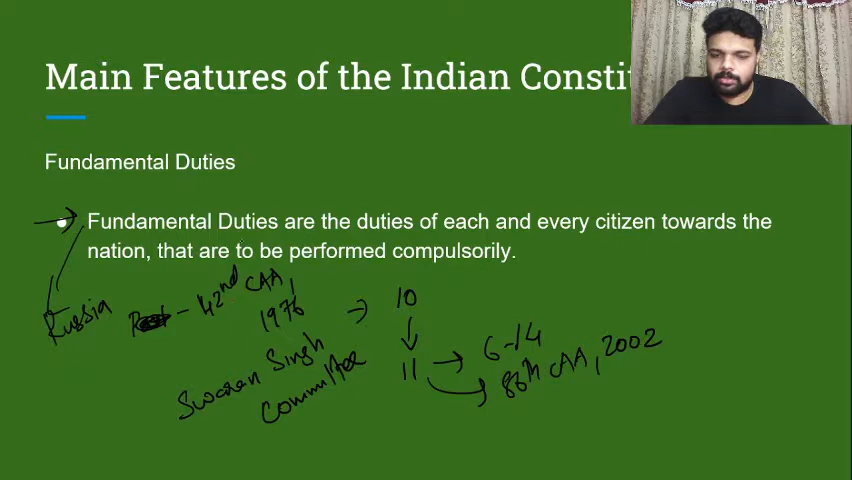 Main Features of the Indian Constit
Fundamental Duties
Fundamental Duties are the duties of each and every citizen towards the
nation, that are to be performed compulsorily.
Russia
- 42nd CAA, 1976
Swaran Singh
Committee
→ 10
11 → 6-14
86th CAA, 2002